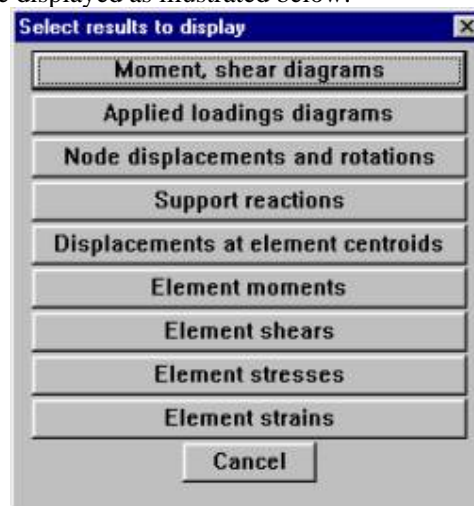 displayed as illustrated below.
Select results to display
Moment, shear diagrams
Applied loadings diagrams
Node displacements and rotations
Support reactions
Displacements at element centroids
Element moments
Element shears
Element stresses
Element strains
Cancel